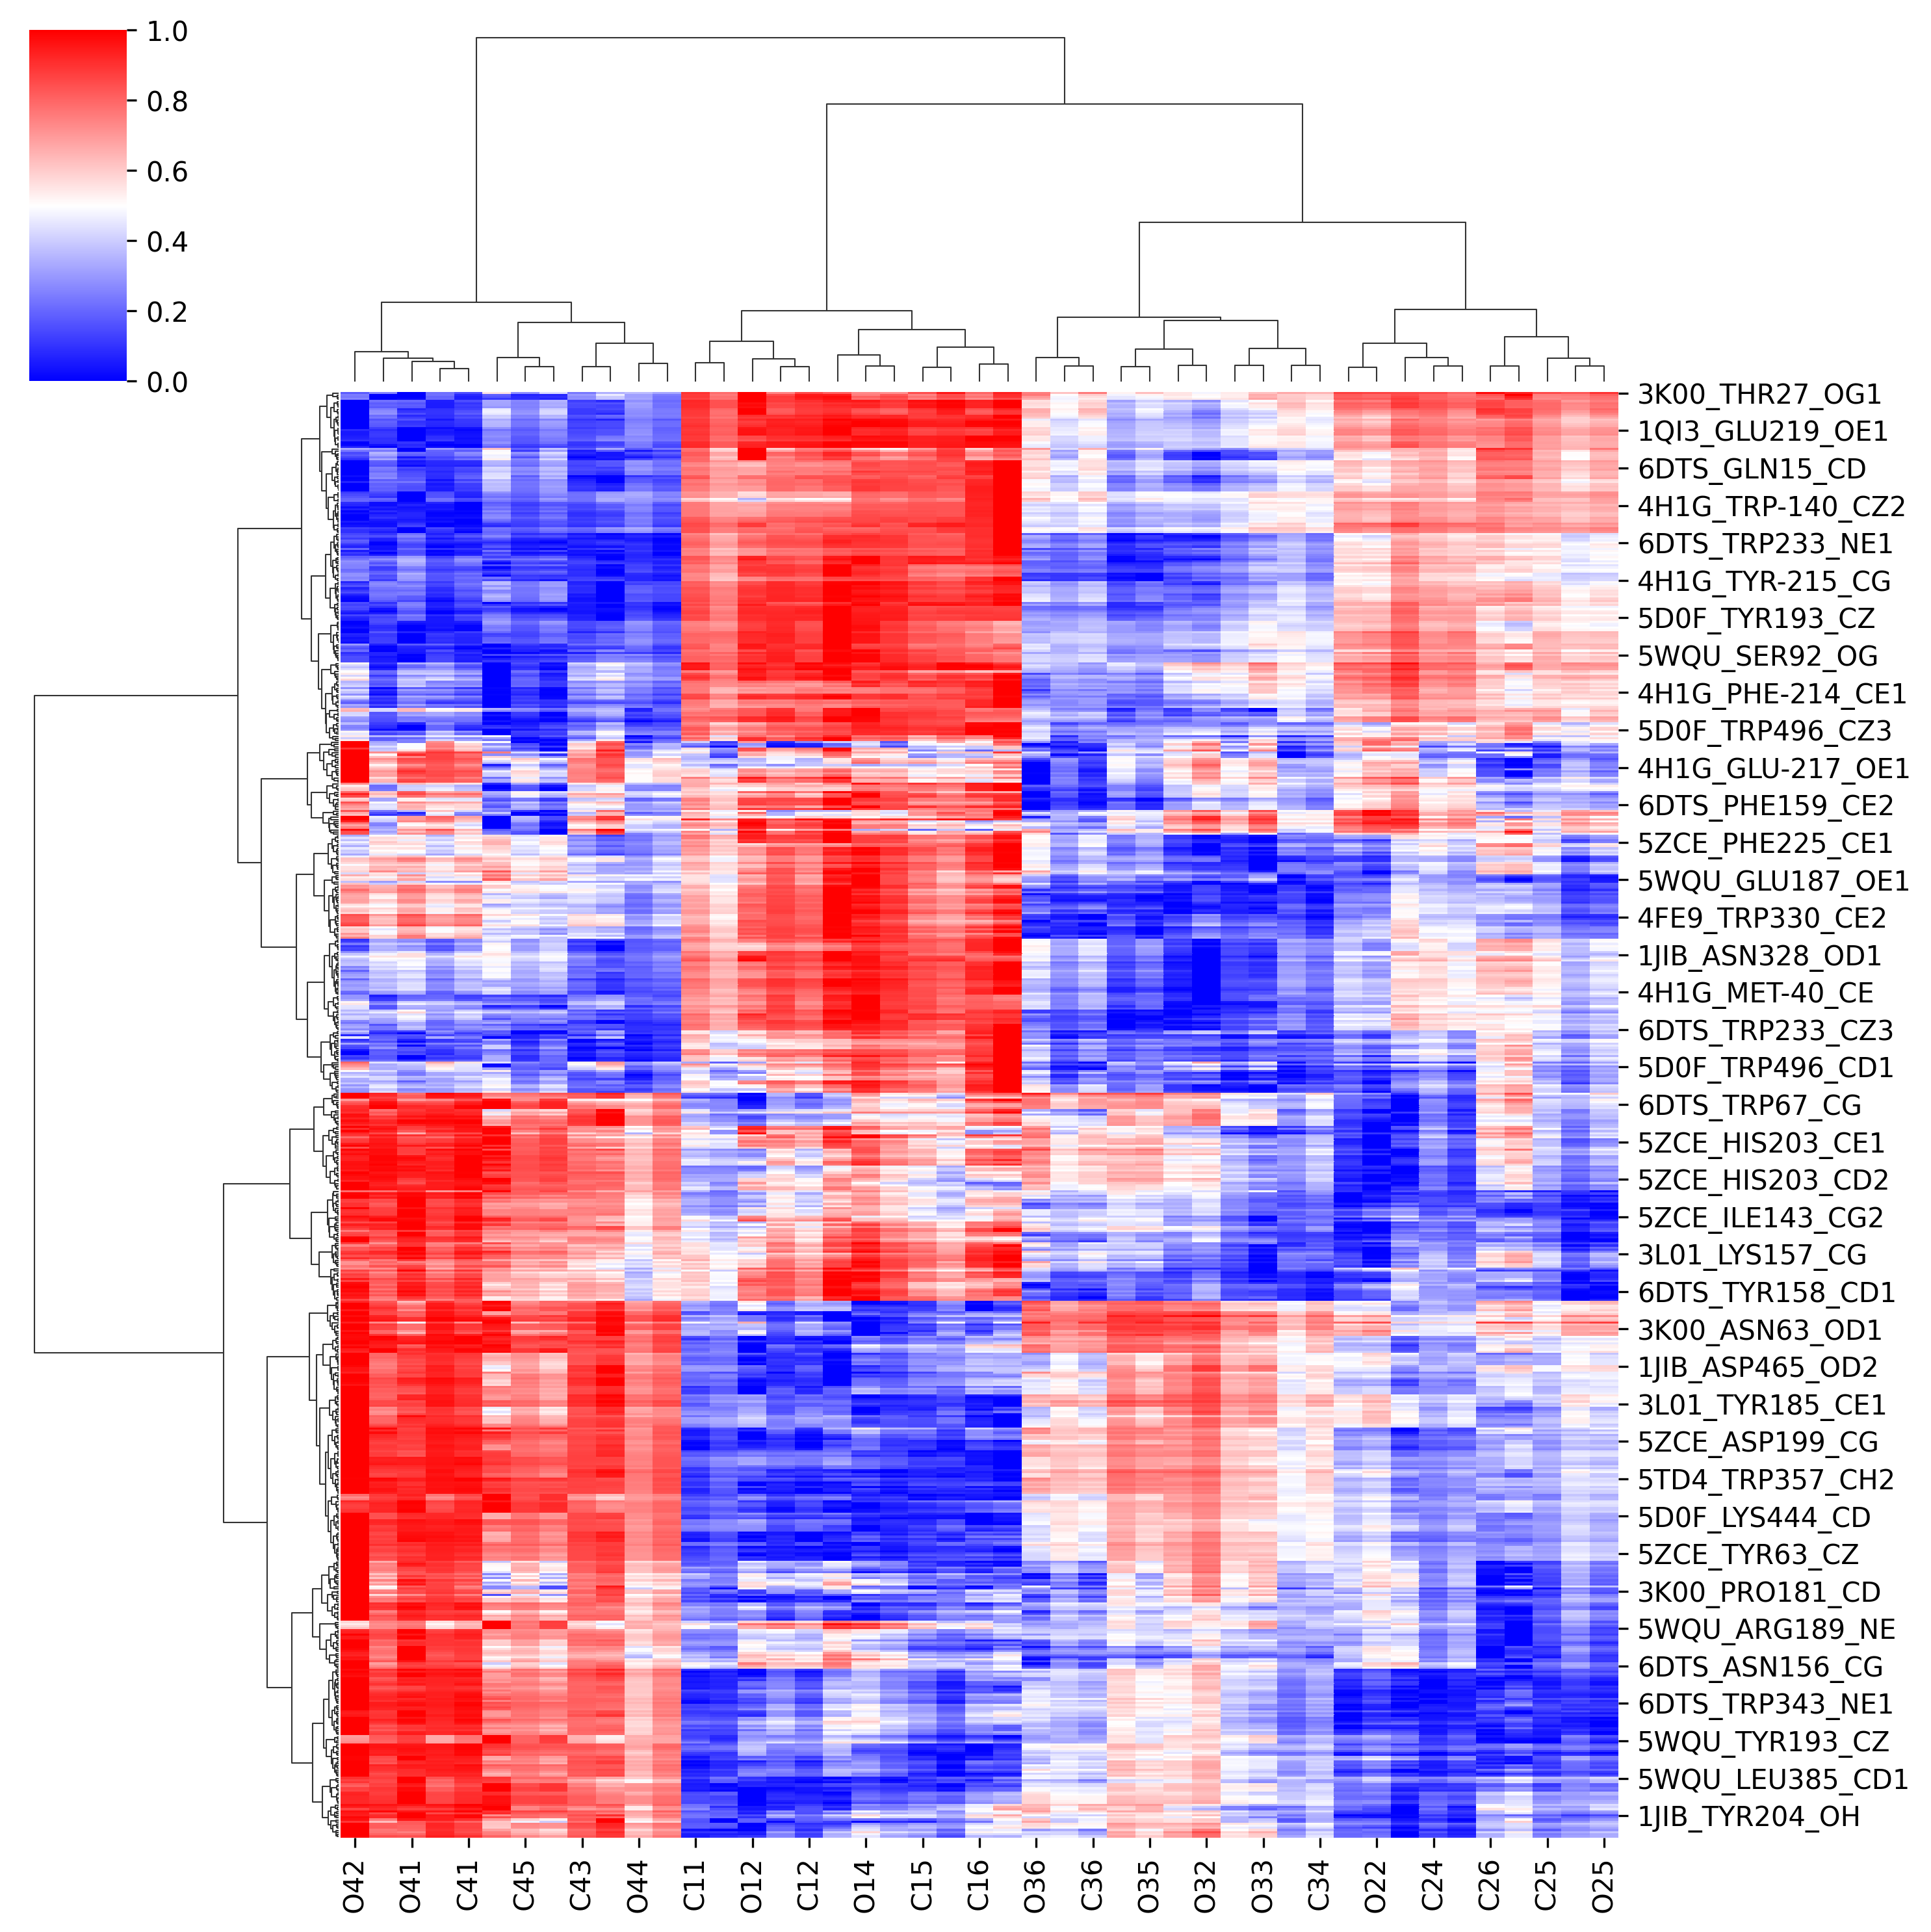 1.0
0.8
0.6
0.4
0.2
0.0
3K00_THR27_OG1
1QI3_GLU219_OE1
6DTS_GLN15_CD
4H1G_TRP-140_CZ2
6DTS_TRP233_NE1
4H1G_TYR-215_CG
5D0F_TYR193_CZ
5WQU_SER92_OG
4H1G_PHE-214_CE1
5D0F_TRP496_CZ3
4H1G_GLU-217_OE1
6DTS_PHE159_CE2
5ZCE_PHE225_CE1
5WQU_GLU187_OE1
4FE9_TRP330_CE2
1JIB_ASN328_OD1
4H1G_MET-40_CE
6DTS_TRP233_CZ3
5D0F_TRP496_CD1
6DTS_TRP67_CG
5ZCE_HIS203_CE1
5ZCE_HIS203_CD2
5ZCE_ILE143_CG2
3L01_LYS157_CG
6DTS_TYR158_CD1
3K00_ASN63_OD1
1JIB_ASP465_OD2
3L01_TYR185_CE1
5ZCE_ASP199_CG
5TD4_TRP357_CH2
5D0F_LYS444_CD
5ZCE_TYR63_CZ
3K00_PRO181_CD
5WQU_ARG189_NE
6DTS_ASN156_CG
6DTS_TRP343_NE1
5WQU_TYR193_CZ
5WQU_LEU385_CD1
1JIB_TYR204_OH
O42
O41
C41
C45
C43
O44
C11
O12
C12
O14
C15
C16
O36
C36
O35
O32
O33
C34
O22
C24
C26
C25
O25